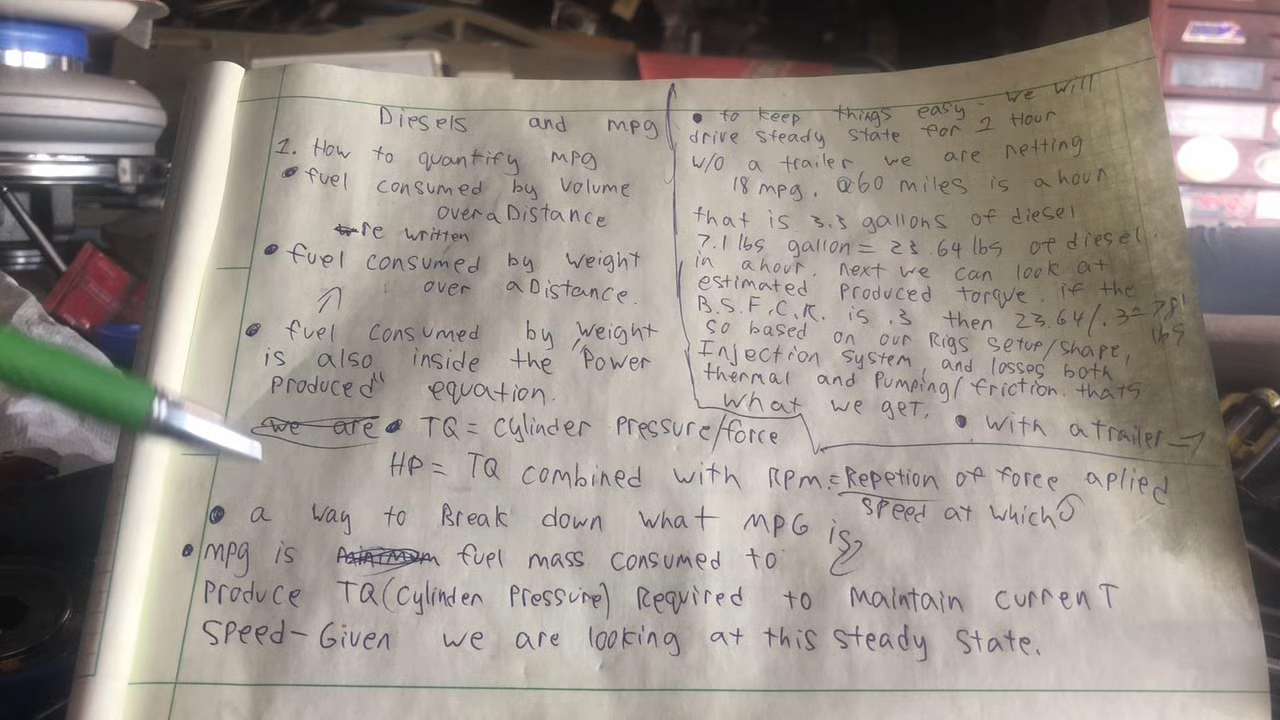 Diesels and mpg
1. How to quantify mpg
• fuel consumed by volume
over a Distance
re written
• fuel consumed by weight
over a Distance.
• fuel consumed by weight
is also inside the "Power
Produced" equation.
• to keep things easy - we will
drive steady state for 1 Hour
w/o a trailer we are netting
18 mpg. @60 miles is a hour
that is 3.3 gallons of diesel
7.1 lbs gallon = 23.64 lbs of diesel
in a hour. next we can look at
estimated produced torque. if the
B.S.F.C.R. is .3 then 23.64/.3=78
lbs
so based on our Rigs setup/shape,
Injection system, and losses both
thermal and Pumping/friction. thats
what we get.
• with a trailer →
we are • TQ = Cylinder Pressure/force
HP = TQ combined with RPM = Repetion of force aplied
speed at which
• a way to Break down what MPG is
• mpg is fuel mass consumed to
Produce TQ (Cylinder Pressure) Required to Maintain current
Speed - Given we are looking at this steady state.